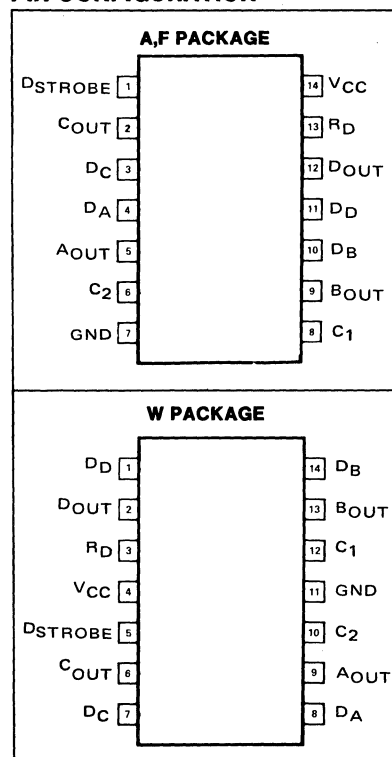 A,F PACKAGE
DSTROBE 1 14 VCC
COUT 2 13 RD
DC 3 12 DOUT
DA 4 11 DD
AOUT 5 10 DB
C2 6 9 BOUT
GND 7 8 C1
W PACKAGE
DD 1 14 DB
DOUT 2 13 BOUT
RD 3 12 C1
VCC 4 11 GND
DSTROBE 5 10 C2
COUT 6 9 AOUT
DC 7 8 DA